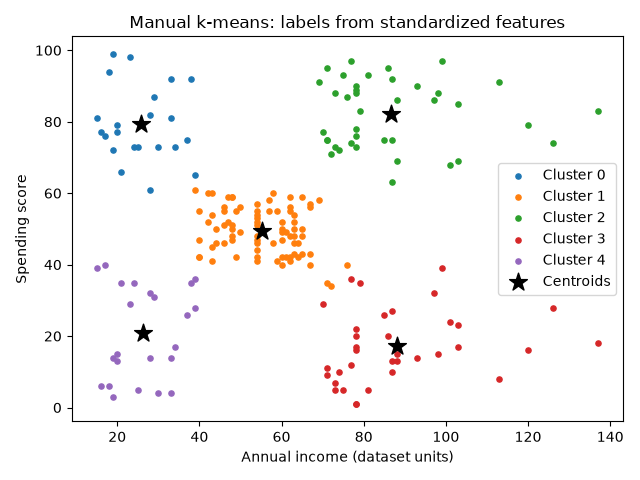 Manual k-means: labels from standardized features
Spending score
100
80
60
40
20
0
Cluster 0
Cluster 1
Cluster 2
Cluster 3
Cluster 4
Centroids
20 40 60 80 100 120 140
Annual income (dataset units)